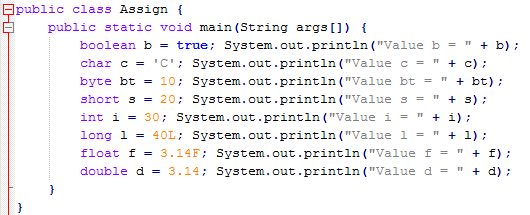 public class Assign {
    public static void main(String args[]) {
        boolean b = true; System.out.println("Value b = " + b);
        char c = 'C'; System.out.println("Value c = " + c);
        byte bt = 10; System.out.println("Value bt = " + bt);
        short s = 20; System.out.println("Value s = " + s);
        int i = 30; System.out.println("Value i = " + i);
        long l = 40L; System.out.println("Value l = " + l);
        float f = 3.14F; System.out.println("Value f = " + f);
        double d = 3.14; System.out.println("Value d = " + d);
    }
}